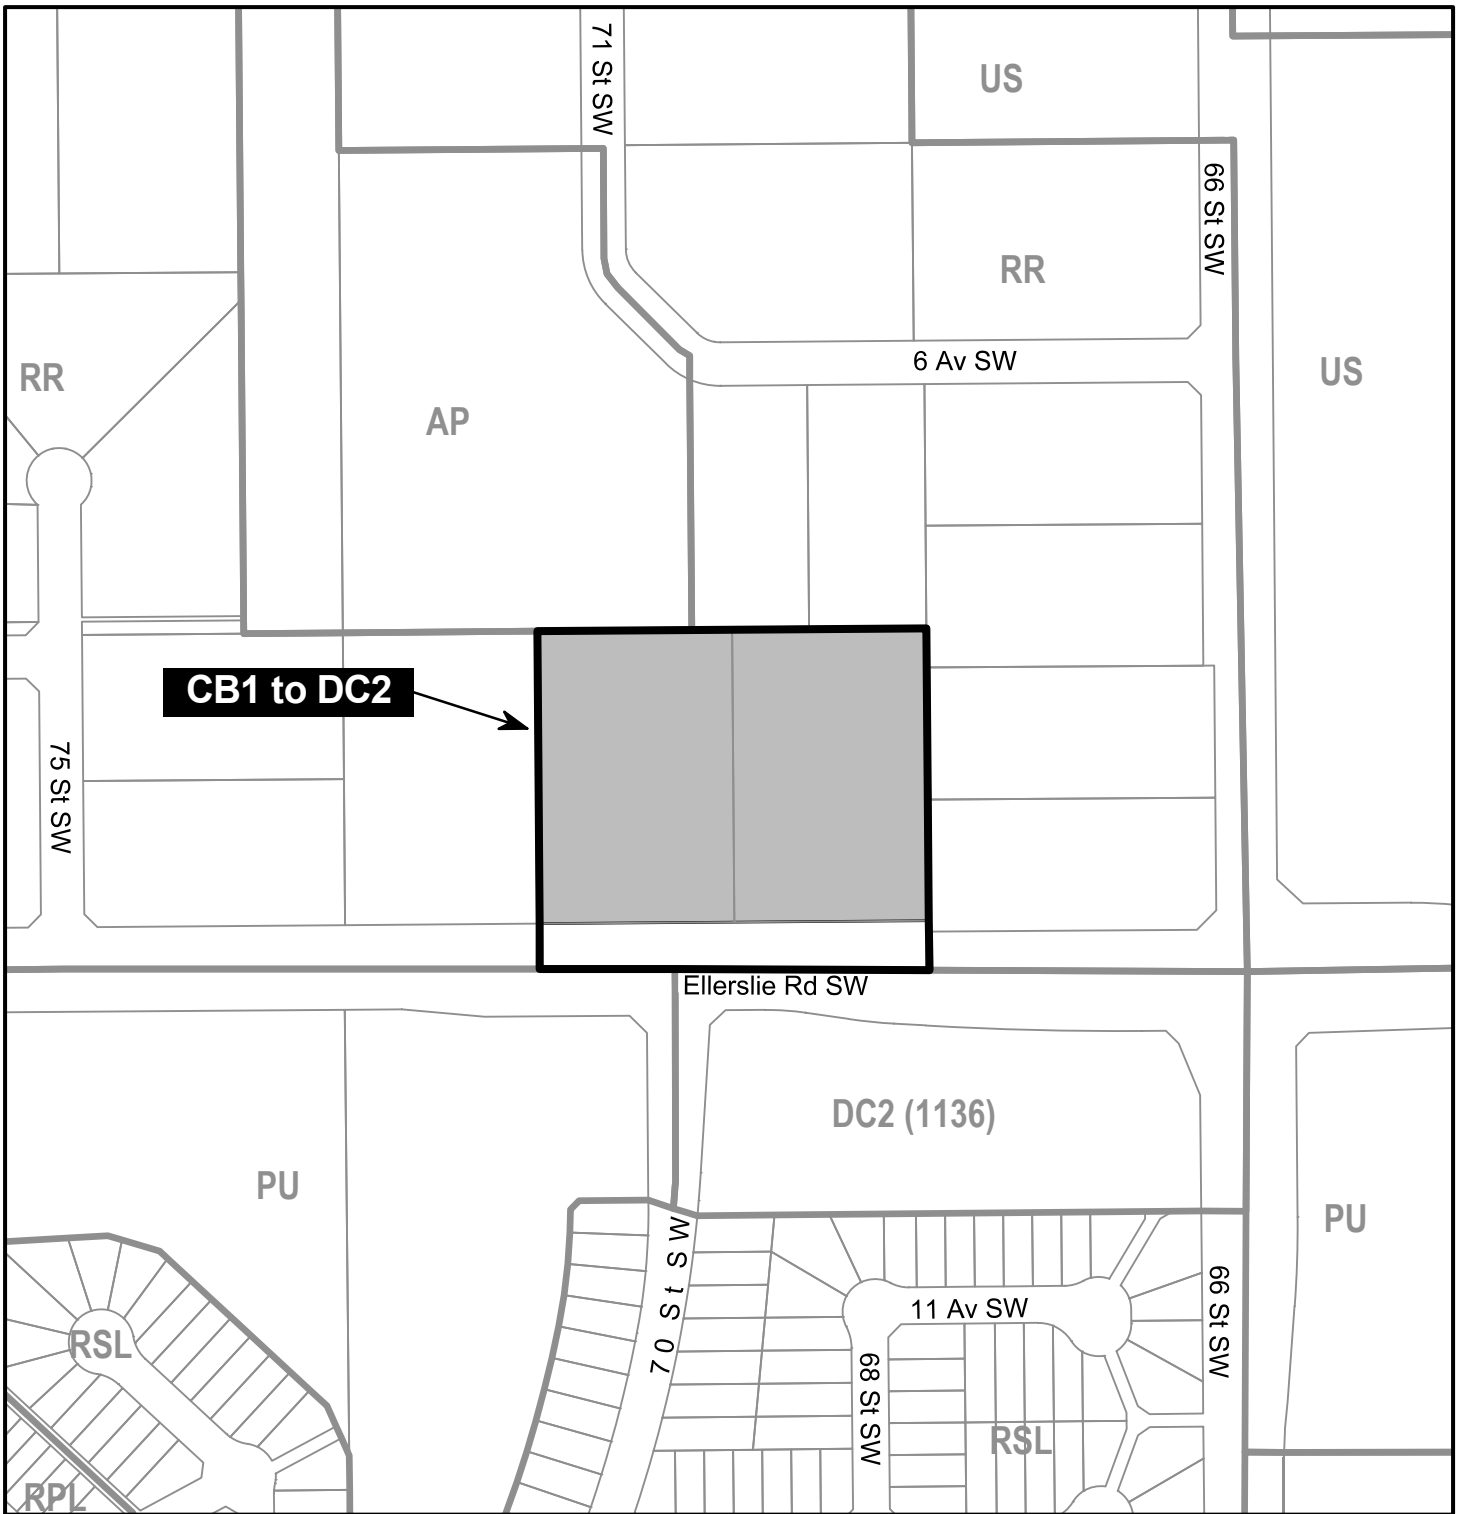 71 St SW
US
66 St SW
RR
6 Av SW
US
RR
AP
CB1 to DC2
75 St SW
Ellerslie Rd SW
DC2 (1136)
PU
PU
70 St SW
66 St SW
11 Av SW
RSL
68 St SW
RSL
RPL